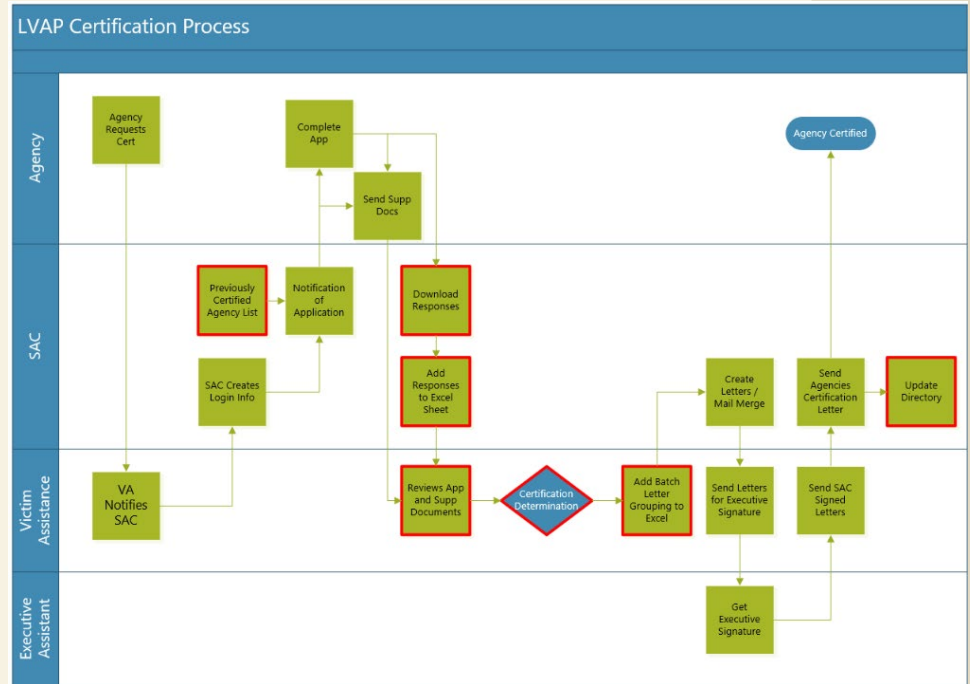 LVAP Certification Process
Agency
Agency
Requests
Cert
Complete
App
Send Supp
Docs
Agency Certified
SAC
Previously
Certified
Agency List
Notification
of
Application
SAC Creates
Login Info
Download
Responses
Add
Responses
to Excel
Sheet
Create
Letters /
Mail Merge
Send
Agencies
Certification
Letter
Update
Directory
Victim
Assistance
VA
Notifies
SAC
Reviews App
and Supp
Documents
Certification
Determination
Add Batch
Letter
Grouping to
Excel
Send Letters
for Executive
Signature
Send SAC
Signed
Letters
Executive
Assistant
Get
Executive
Signature